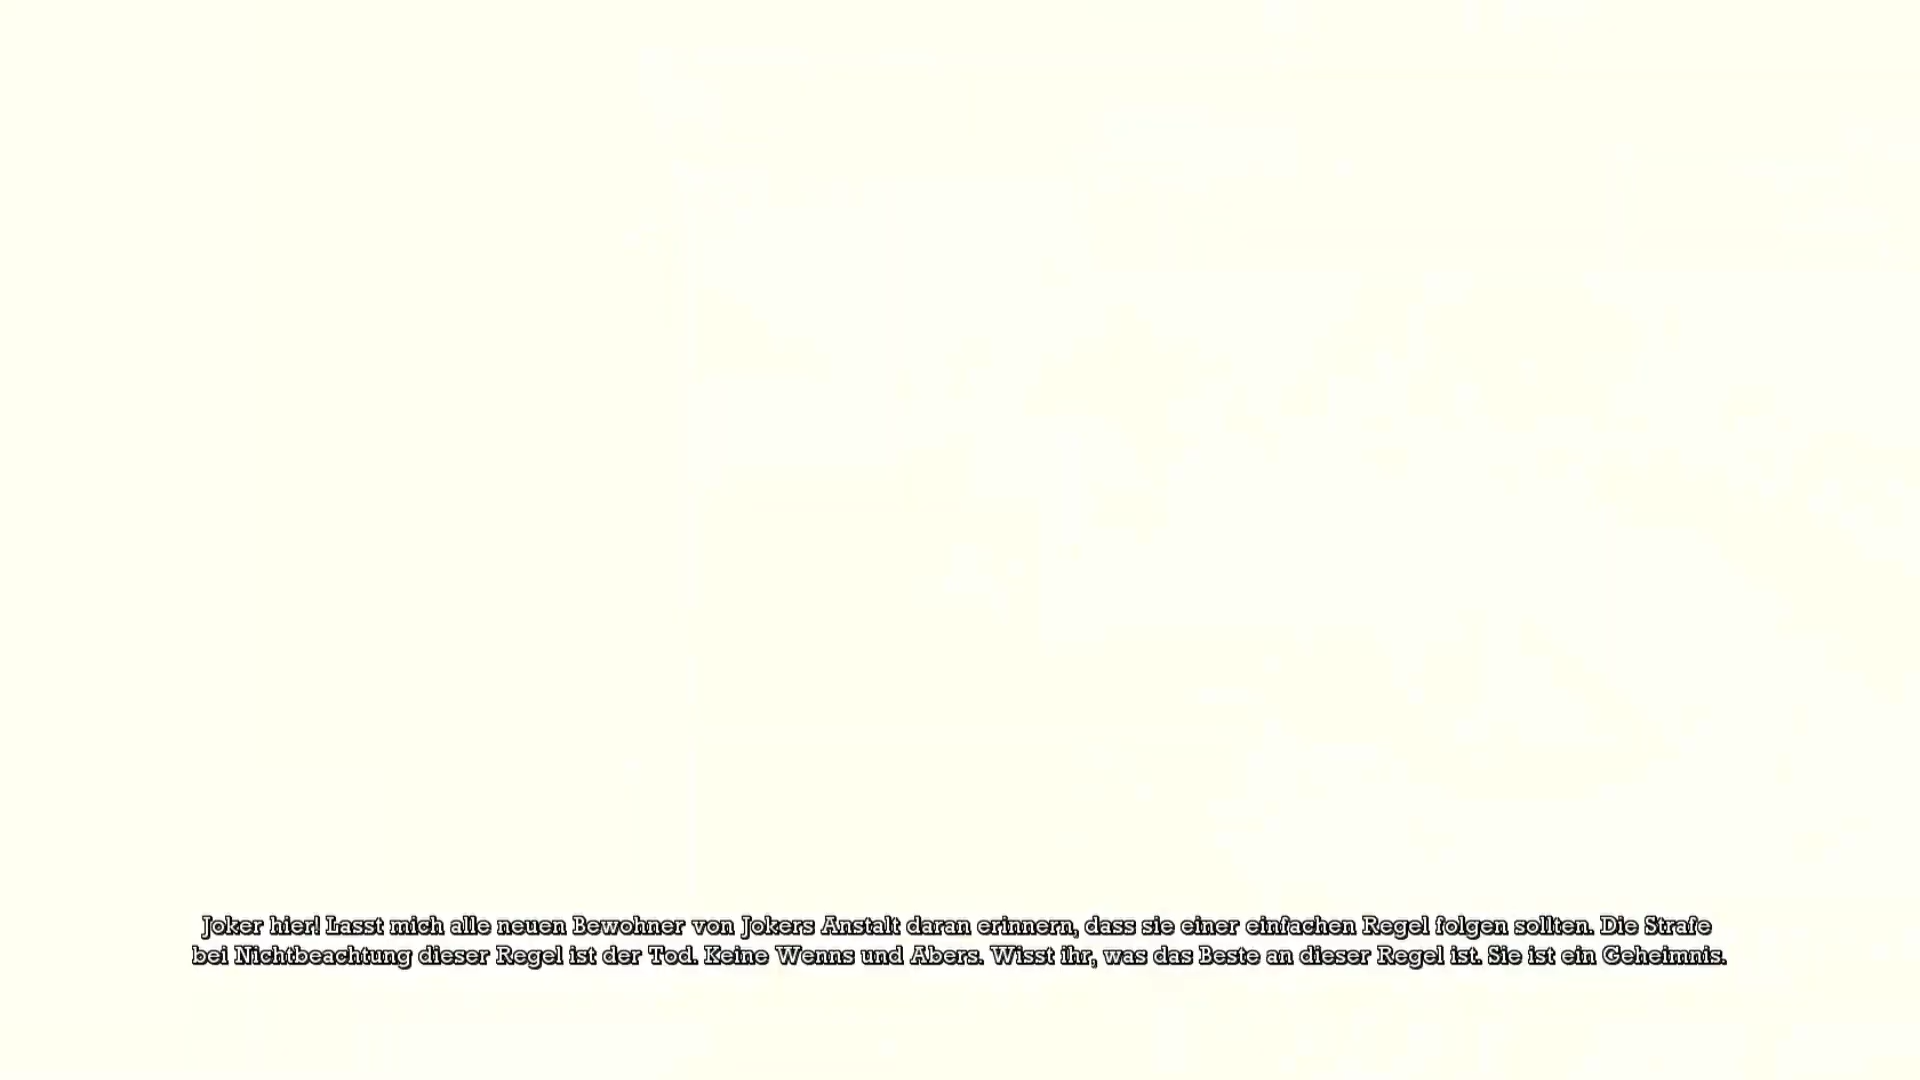 Joker hier! Lasst mich alle neuen Bewohner von Jokers Anstalt daran erinnern, dass sie einer einfachen Regel folgen sollten. Die Strafe
bei Nichtbeachtung dieser Regel ist der Tod. Keine Wenns und Abers. Wisst ihr, was das Beste an dieser Regel ist. Sie ist ein Geheimnis.